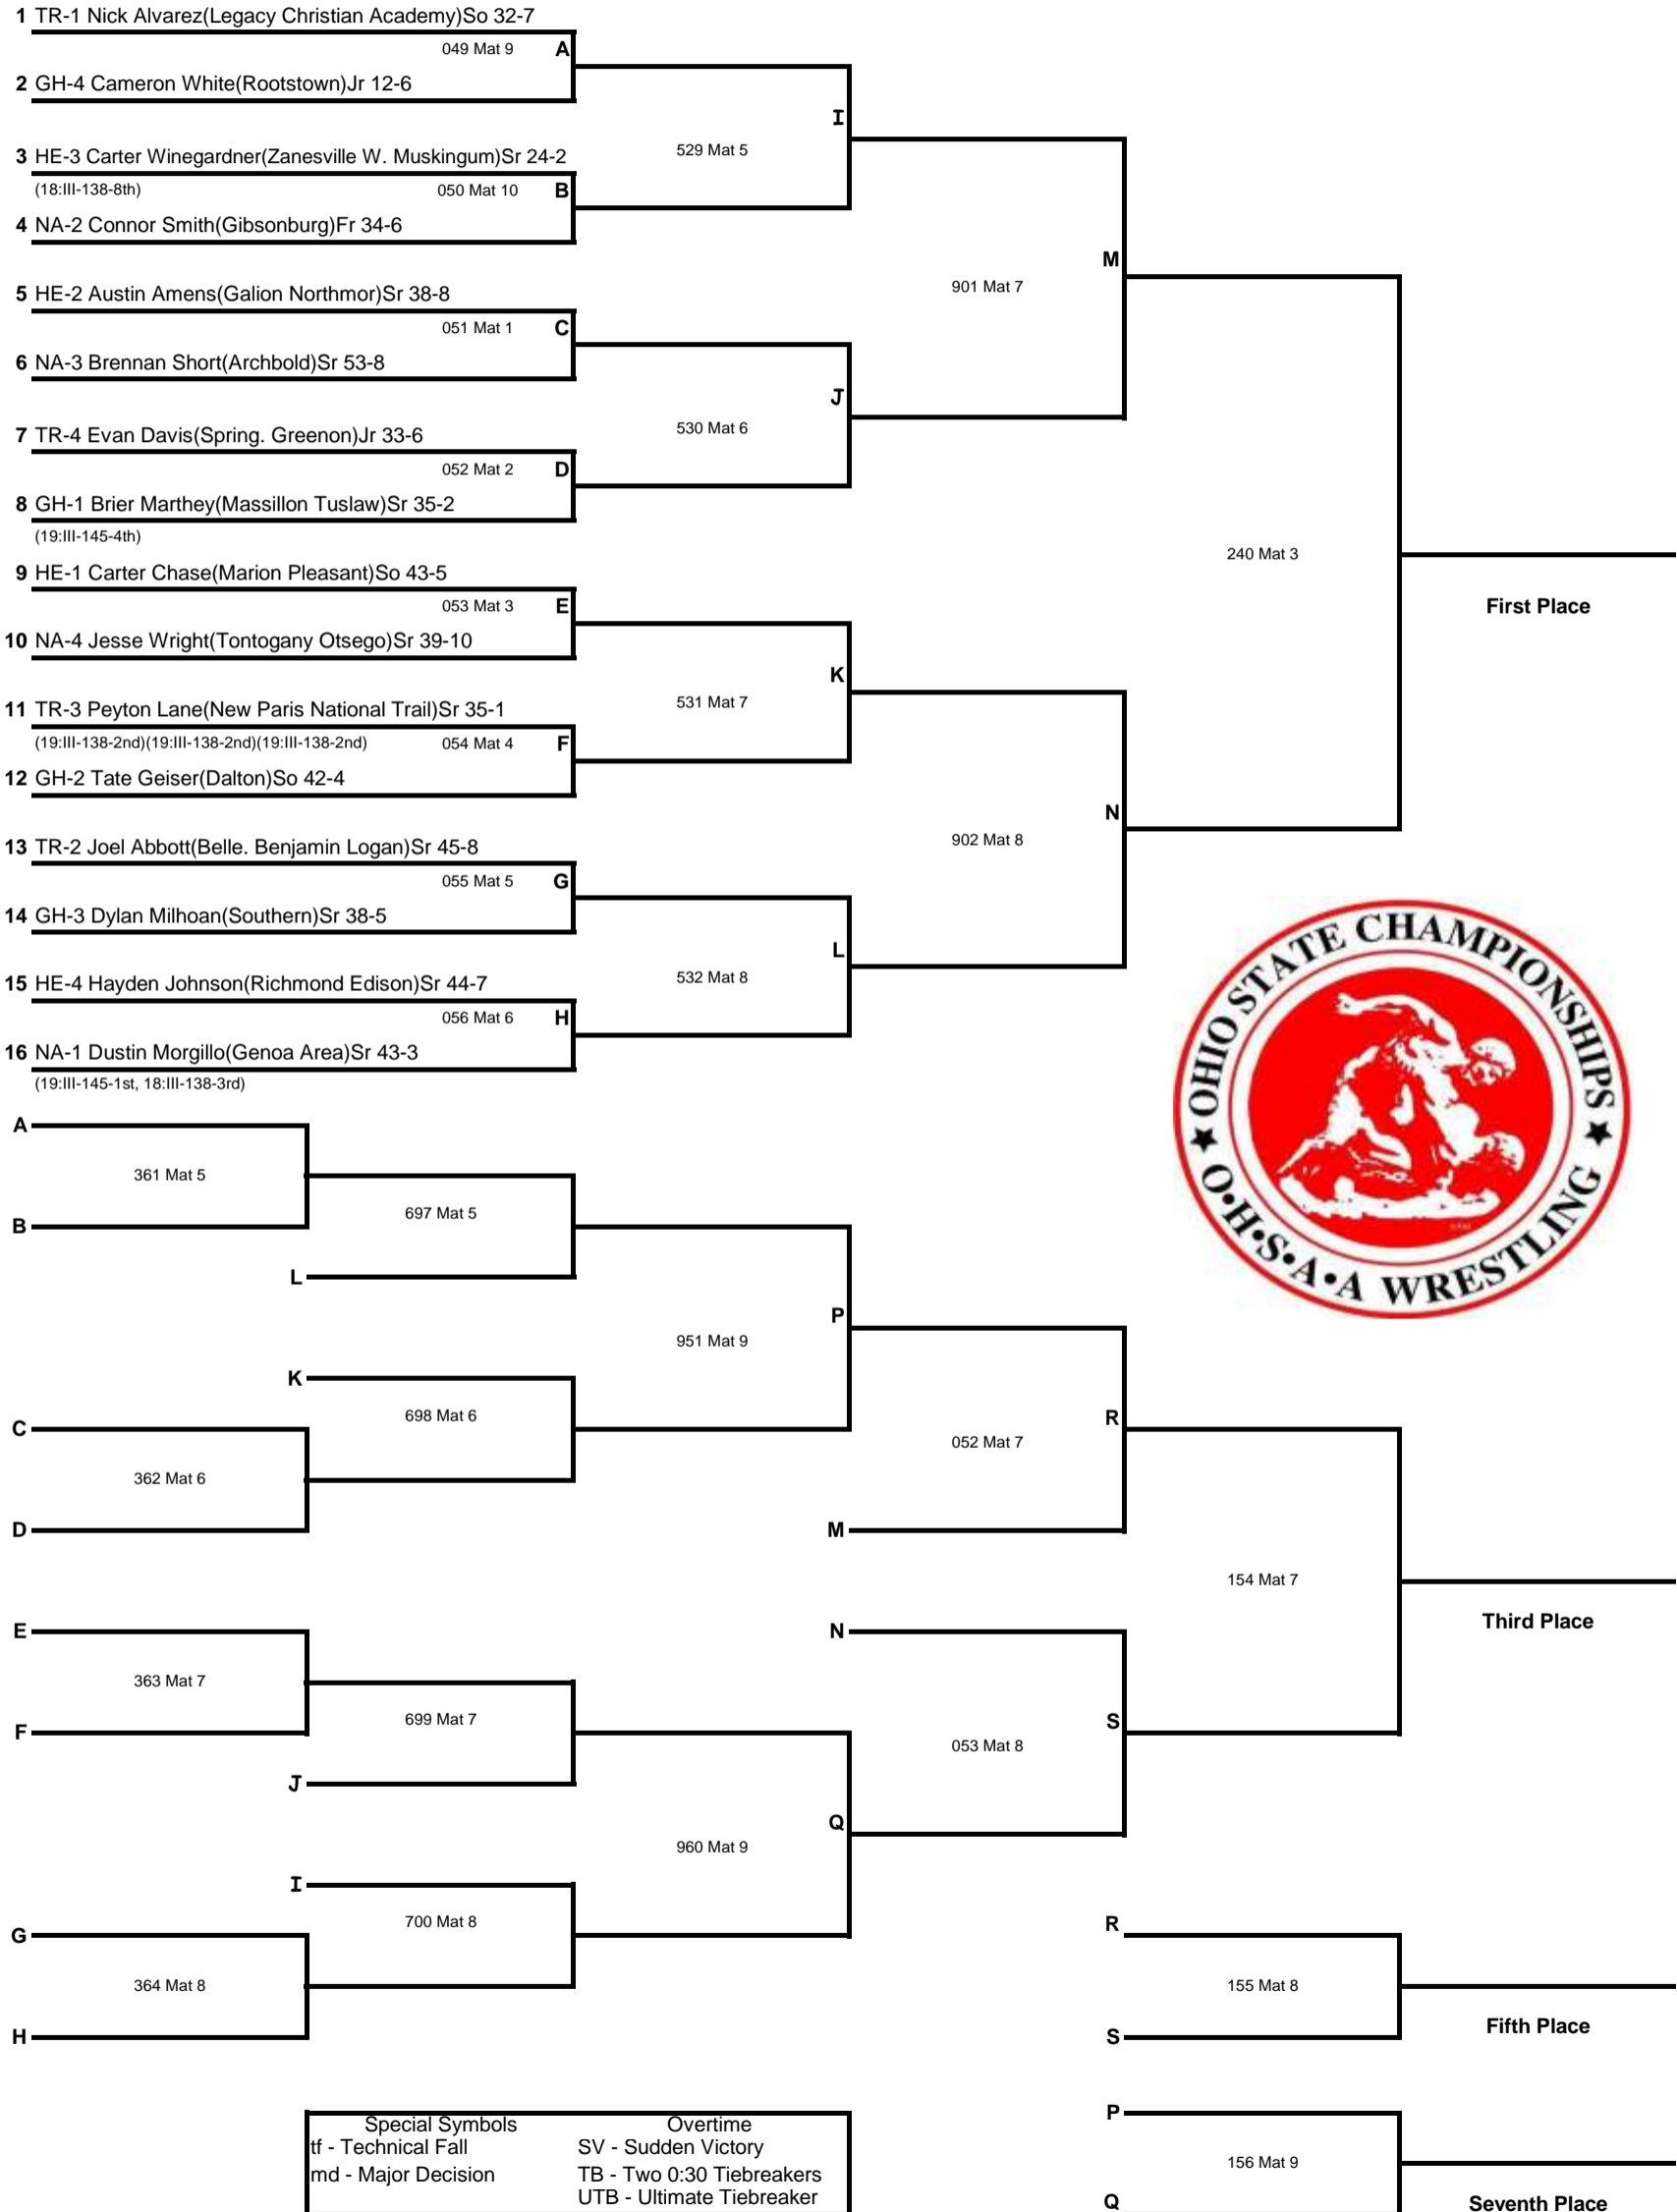 1 TR-1 Nick Alvarez(Legacy Christian Academy)So 32-7
049 Mat 9 A
2 GH-4 Cameron White(Rootstown)Jr 12-6
I
529 Mat 5
3 HE-3 Carter Winegardner(Zanesville W. Muskingum)Sr 24-2
(18:III-138-8th) 050 Mat 10 B
4 NA-2 Connor Smith(Gibsonburg)Fr 34-6
M
901 Mat 7
5 HE-2 Austin Amens(Galion Northmor)Sr 38-8
051 Mat 1 C
6 NA-3 Brennan Short(Archbold)Sr 53-8
J
530 Mat 6
7 TR-4 Evan Davis(Spring. Greenon)Jr 33-6
052 Mat 2 D
8 GH-1 Brier Marthey(Massillon Tuslaw)Sr 35-2
(19:III-145-4th)
240 Mat 3
First Place
9 HE-1 Carter Chase(Marion Pleasant)So 43-5
053 Mat 3 E
10 NA-4 Jesse Wright(Tontogany Otsego)Sr 39-10
K
531 Mat 7
11 TR-3 Peyton Lane(New Paris National Trail)Sr 35-1
(19:III-138-2nd)(19:III-138-2nd)(19:III-138-2nd) 054 Mat 4 F
12 GH-2 Tate Geiser(Dalton)So 42-4
N
902 Mat 8
13 TR-2 Joel Abbott(Belle. Benjamin Logan)Sr 45-8
055 Mat 5 G
14 GH-3 Dylan Milhoan(Southern)Sr 38-5
L
532 Mat 8
15 HE-4 Hayden Johnson(Richmond Edison)Sr 44-7
056 Mat 6 H
16 NA-1 Dustin Morgillo(Genoa Area)Sr 43-3
(19:III-145-1st, 18:III-138-3rd)
★ OHIO STATE CHAMPIONSHIPS ★
O•H•S•A•A WRESTLING
A
361 Mat 5
B
697 Mat 5
L
P
951 Mat 9
K
698 Mat 6
C
362 Mat 6
D
R
052 Mat 7
M
154 Mat 7
Third Place
E
363 Mat 7
F
699 Mat 7
J
N
S
053 Mat 8
Q
960 Mat 9
I
700 Mat 8
G
364 Mat 8
H
R
155 Mat 8
S
Fifth Place
P
156 Mat 9
Q
Seventh Place
Special Symbols Overtime
tf - Technical Fall SV - Sudden Victory
md - Major Decision TB - Two 0:30 Tiebreakers
UTB - Ultimate Tiebreaker